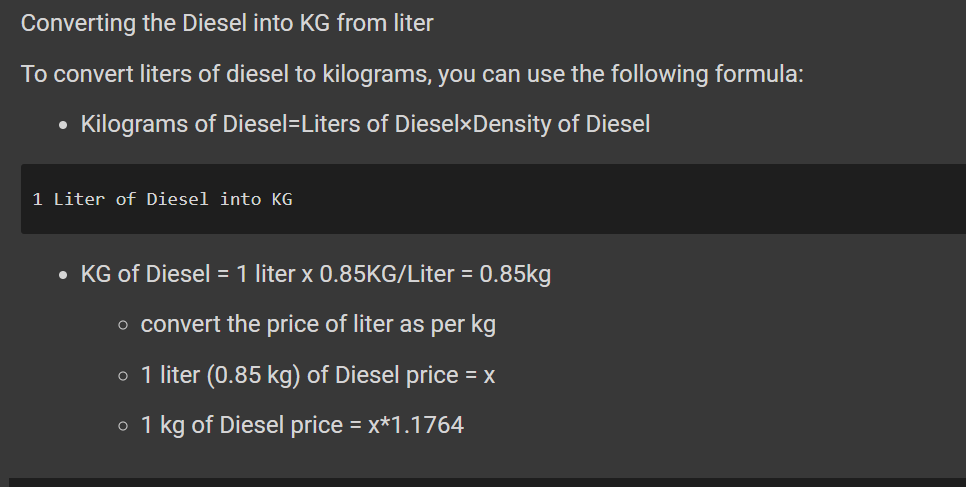 Converting the Diesel into KG from liter
To convert liters of diesel to kilograms, you can use the following formula:
• Kilograms of Diesel=Liters of Diesel×Density of Diesel
1 Liter of Diesel into KG
• KG of Diesel = 1 liter x 0.85KG/Liter = 0.85kg
◦ convert the price of liter as per kg
◦ 1 liter (0.85 kg) of Diesel price = x
◦ 1 kg of Diesel price = x*1.1764